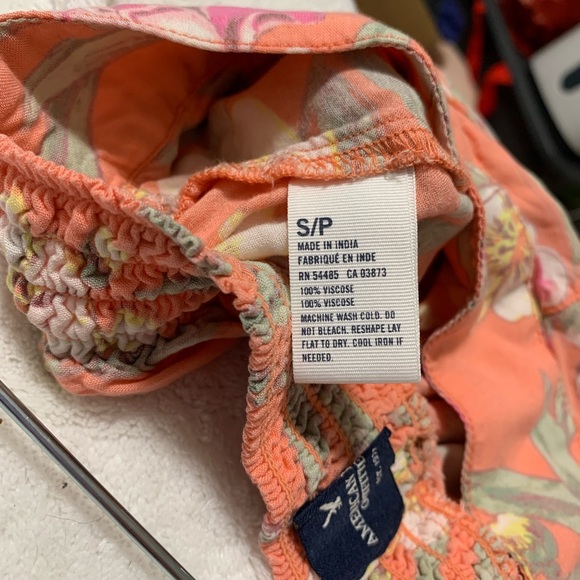 S/P
MADE IN INDIA
FABRIQUÉ EN INDE
RN 54485 CA 03873
100% VISCOSE
100% VISCOSE
MACHINE WASH COLD. DO
NOT BLEACH. RESHAPE LAY
FLAT TO DRY. COOL IRON IF
NEEDED.
AMERICAN